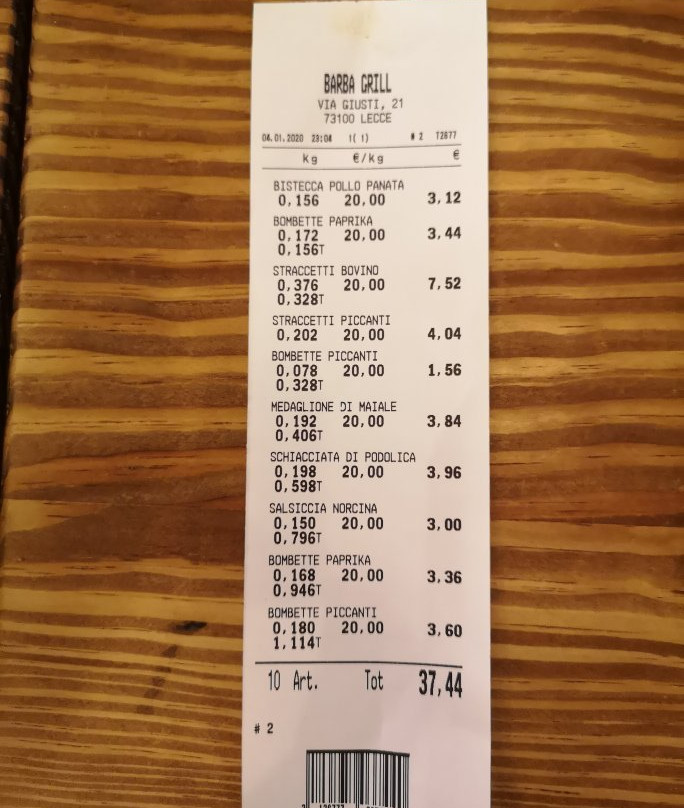 BARBA GRILL
VIA GIUSTI, 21
73100 LECCE
04.01.2020 23:04 1( 1) # 2 T2877
kg €/kg €
BISTECCA POLLO PANATA
0,156 20,00 3,12
BOMBETTE PAPRIKA
0,172 20,00 3,44
0,156T
STRACCETTI BOVINO
0,376 20,00 7,52
0,328T
STRACCETTI PICCANTI
0,202 20,00 4,04
BOMBETTE PICCANTI
0,078 20,00 1,56
0,328T
MEDAGLIONE DI MAIALE
0,192 20,00 3,84
0,406T
SCHIACCIATA DI PODOLICA
0,198 20,00 3,96
0,598T
SALSICCIA NORCINA
0,150 20,00 3,00
0,796T
BOMBETTE PAPRIKA
0,168 20,00 3,36
0,946T
BOMBETTE PICCANTI
0,180 20,00 3,60
1,114T
10 Art. Tot 37,44
# 2